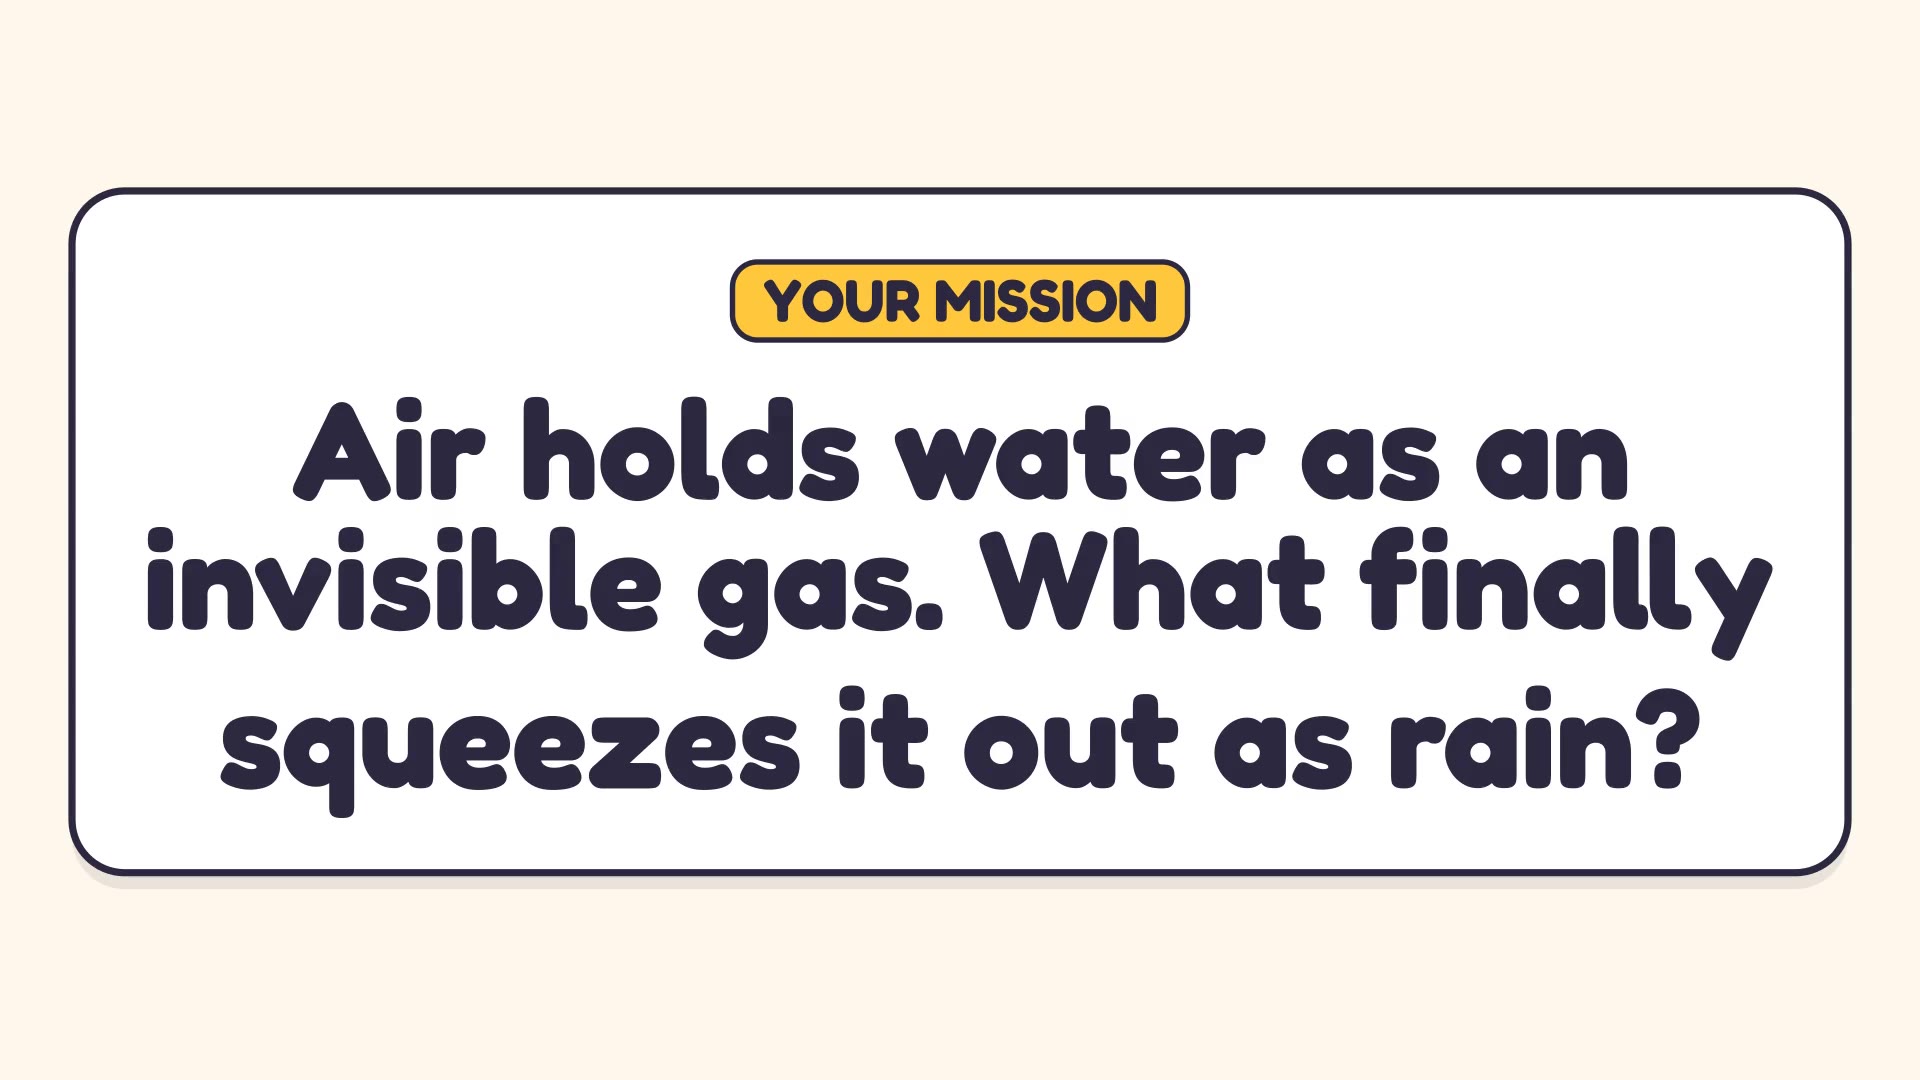 YOUR MISSION
Air holds water as an
invisible gas. What finally
squeezes it out as rain?